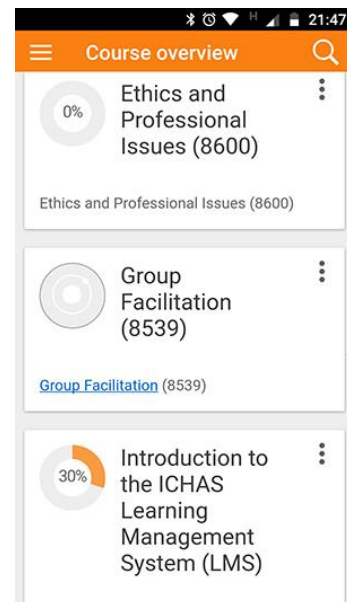 H 21:47
Course overview
0%
Ethics and
Professional
Issues (8600)
Ethics and Professional Issues (8600)
Group
Facilitation
(8539)
Group Facilitation (8539)
30%
Introduction to
the ICHAS
Learning
Management
System (LMS)